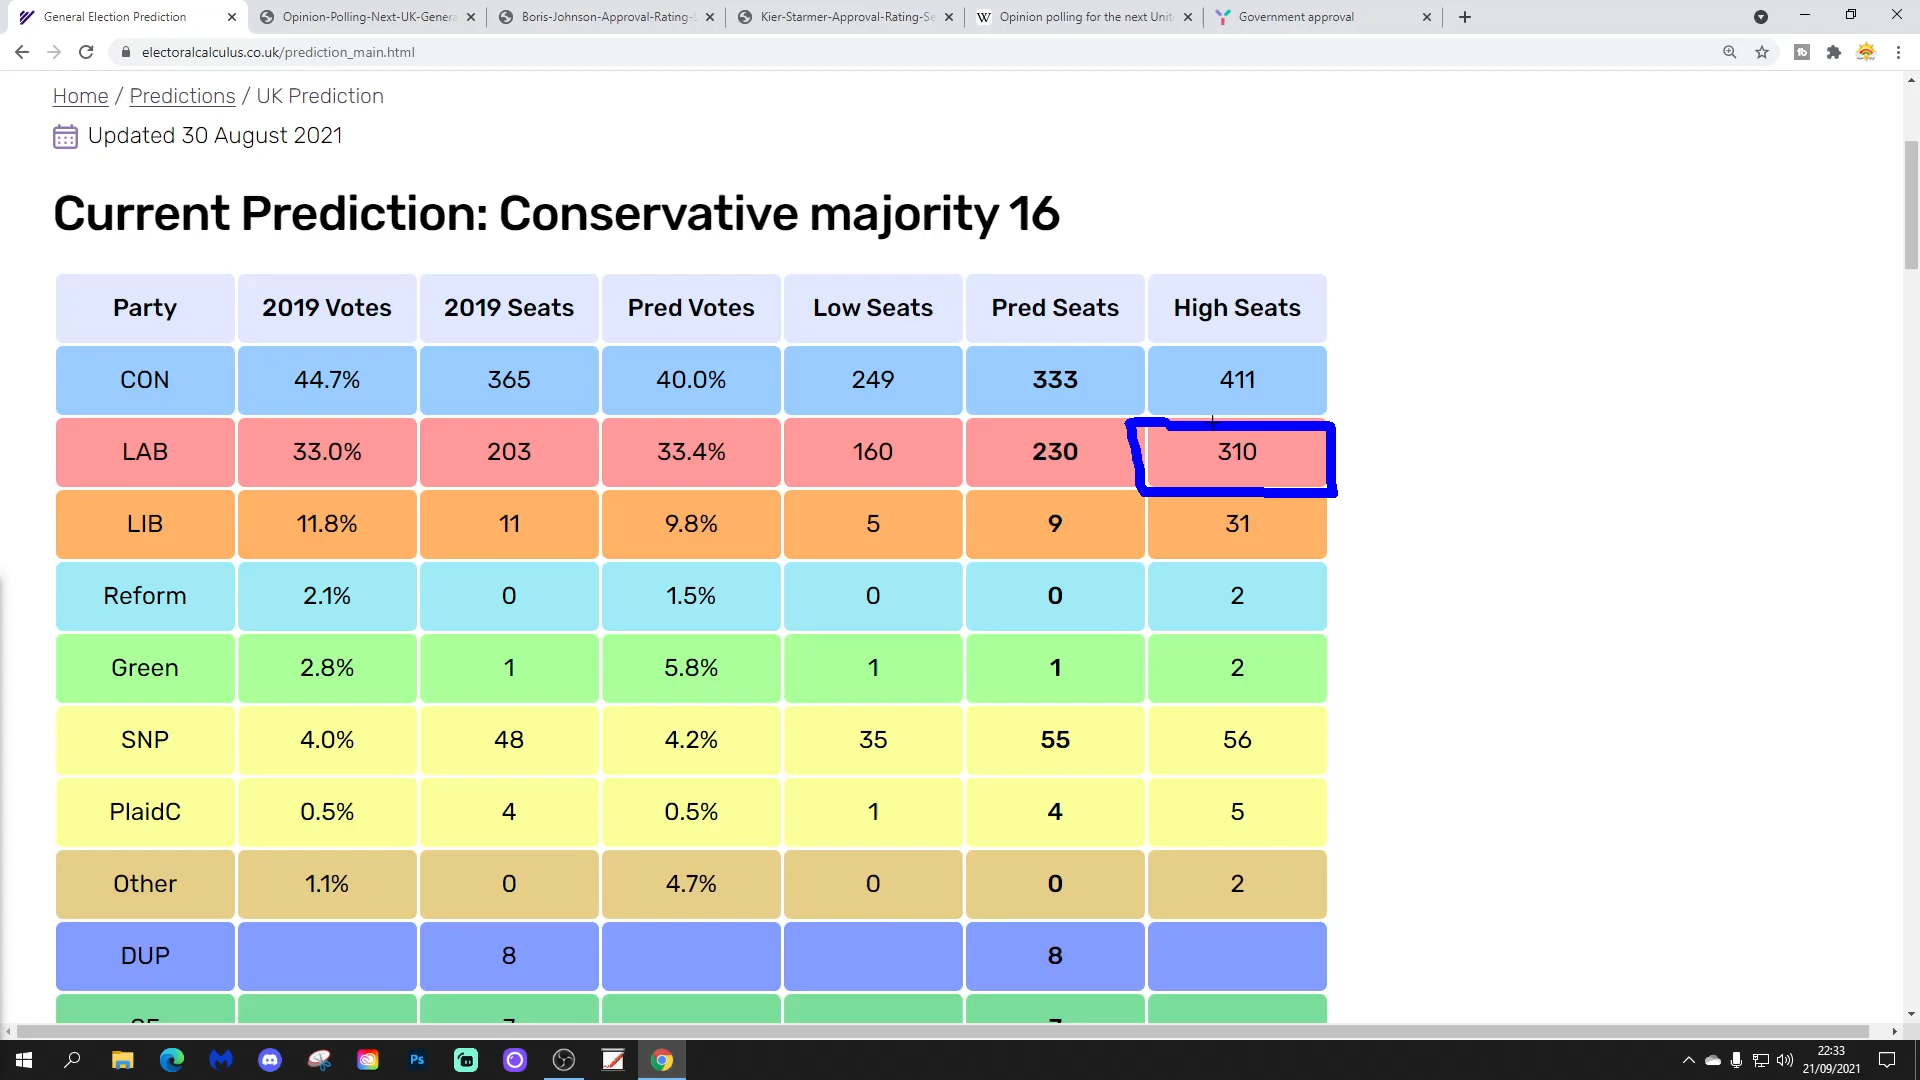 General Election Prediction
Opinion-Polling-Next-UK-Genera
Boris-Johnson-Approval-Rating-S
Kier-Starmer-Approval-Rating-Se
Opinion polling for the next Unit
Government approval
electoralcalculus.co.uk/prediction_main.html
Home / Predictions / UK Prediction
Updated 30 August 2021
Current Prediction: Conservative majority 16
Party 2019 Votes 2019 Seats Pred Votes Low Seats Pred Seats High Seats
CON 44.7% 365 40.0% 249 333 411
LAB 33.0% 203 33.4% 160 230 310
LIB 11.8% 11 9.8% 5 9 31
Reform 2.1% 0 1.5% 0 0 2
Green 2.8% 1 5.8% 1 1 2
SNP 4.0% 48 4.2% 35 55 56
PlaidC 0.5% 4 0.5% 1 4 5
Other 1.1% 0 4.7% 0 0 2
DUP 8 8
22:33
21/09/2021